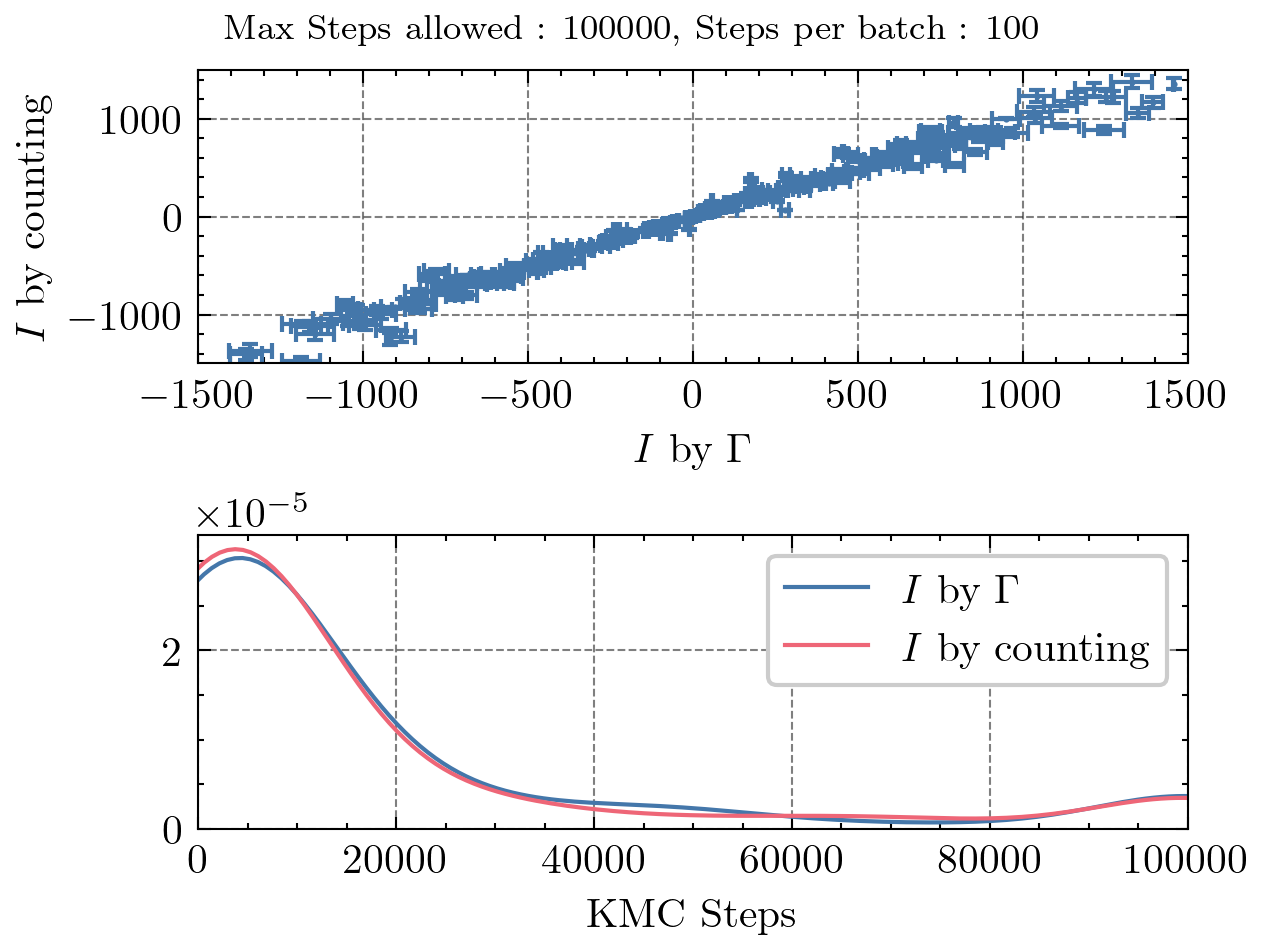 Max Steps allowed : 100000, Steps per batch : 100
I by counting
1000
0
−1000
−1500 −1000 −500 0 500 1000 1500
I by Γ
×10⁻⁵
2
0
I by Γ
I by counting
0 20000 40000 60000 80000 100000
KMC Steps